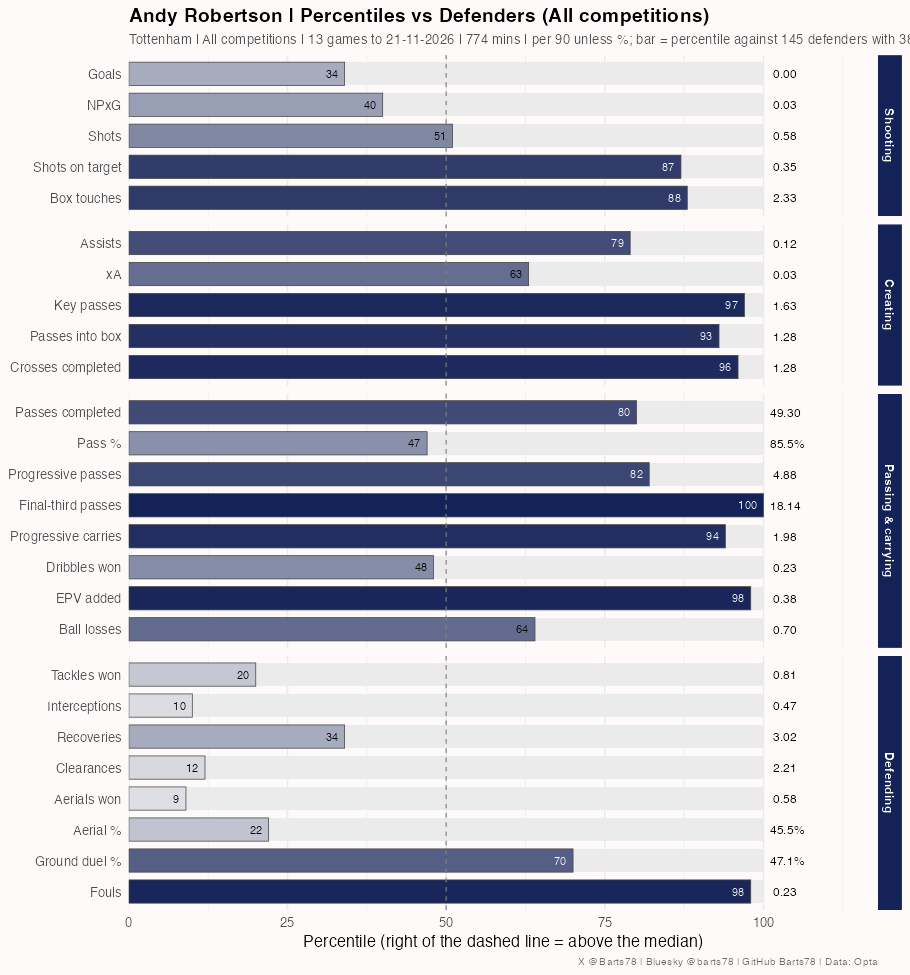 Andy Robertson | Percentiles vs Defenders (All competitions)
Tottenham | All competitions | 13 games to 21-11-2026 | 774 mins | per 90 unless %; bar = percentile against 145 defenders with 38
Goals 34 0.00
NPxG 40 0.03
Shots 51 0.58
Shots on target 87 0.35
Box touches 88 2.33
Shooting
Assists 79 0.12
xA 63 0.03
Key passes 97 1.63
Passes into box 93 1.28
Crosses completed 96 1.28
Creating
Passes completed 80 49.30
Pass % 47 85.5%
Progressive passes 82 4.88
Final-third passes 100 18.14
Progressive carries 94 1.98
Dribbles won 48 0.23
EPV added 98 0.38
Ball losses 64 0.70
Passing & carrying
Tackles won 20 0.81
Interceptions 10 0.47
Recoveries 34 3.02
Clearances 12 2.21
Aerials won 9 0.58
Aerial % 22 45.5%
Ground duel % 70 47.1%
Fouls 98 0.23
Defending
0 25 50 75 100
Percentile (right of the dashed line = above the median)
X @Barts78 | Bluesky @barts78 | GitHub Barts78 | Data: Opta